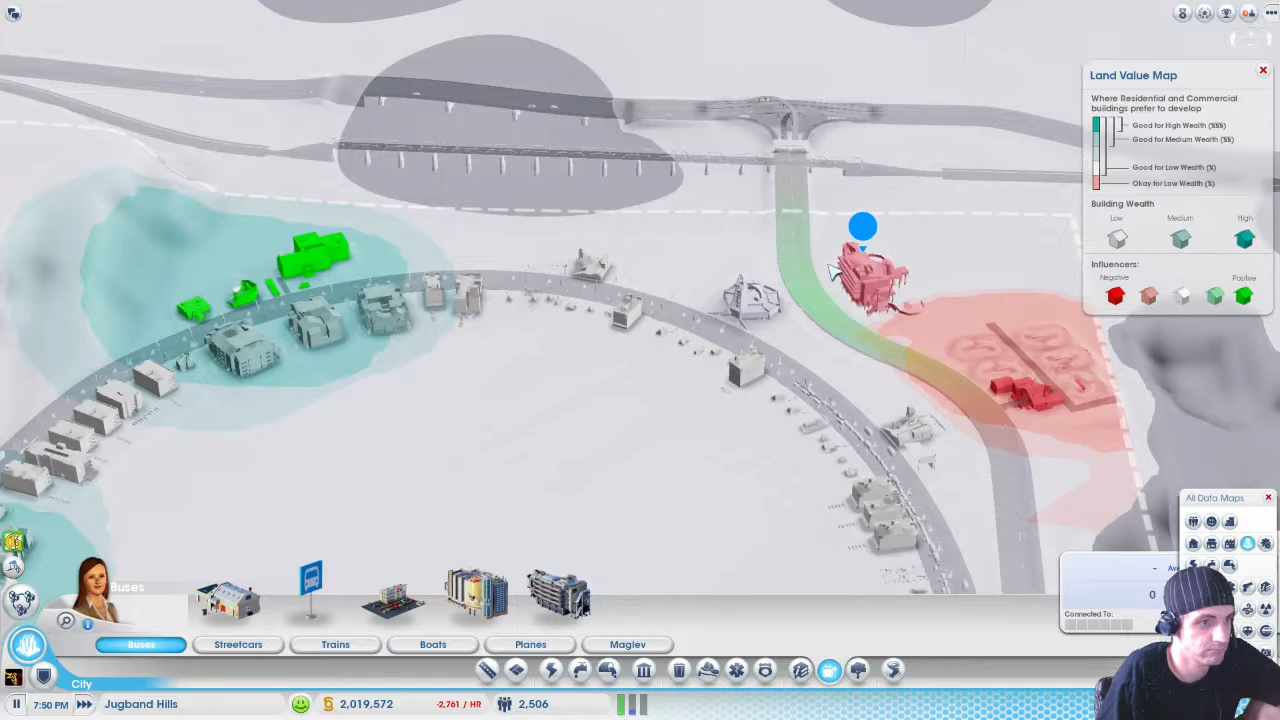 Land Value Map
Where Residential and Commercial
buildings prefer to develop
Good for High Wealth ($$$)
Good for Medium Wealth ($$)
Good for Low Wealth ($)
Okay for Low Wealth ($)
Building Wealth
Low Medium High
Influencers:
Negative Positive
All Data Maps
0
Connected To:
Buses
Buses Streetcars Trains Boats Planes Maglev
City
7:50 PM Jugband Hills 2,019,572 -2,761 / HR 2,506